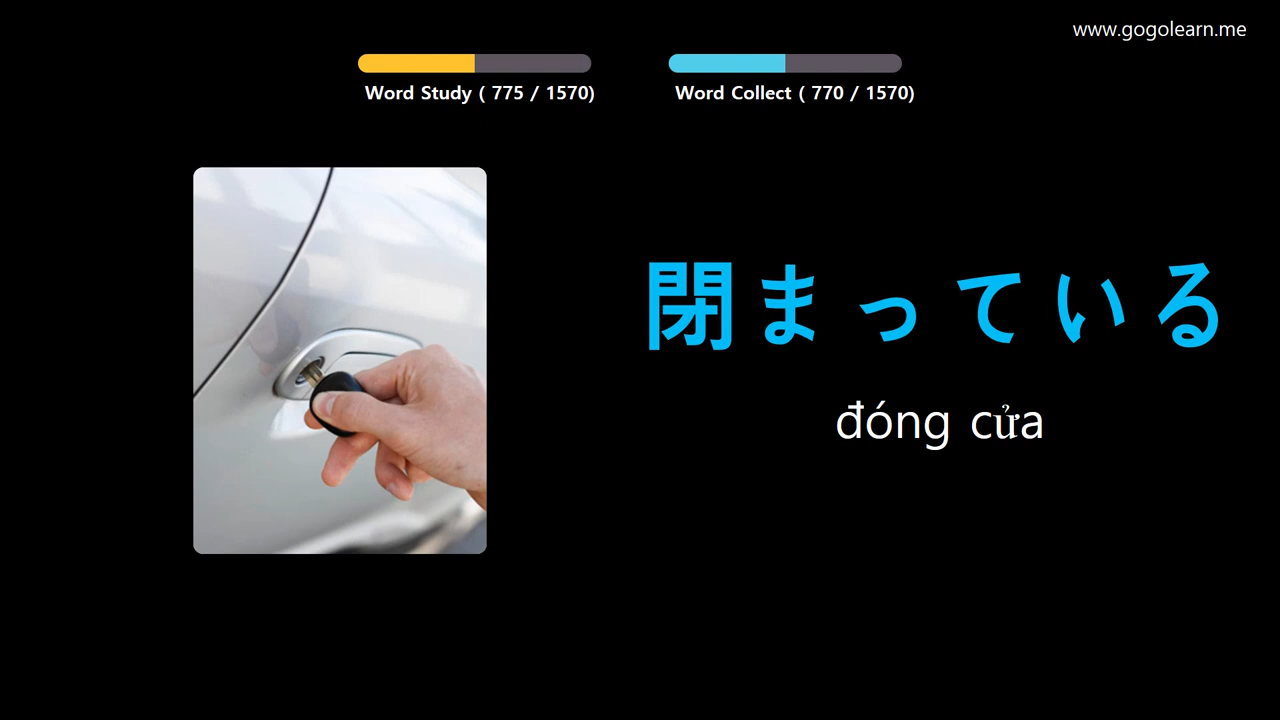 www.gogolearn.me
Word Study ( 775 / 1570)
Word Collect ( 770 / 1570)
閉まっている
đóng cửa